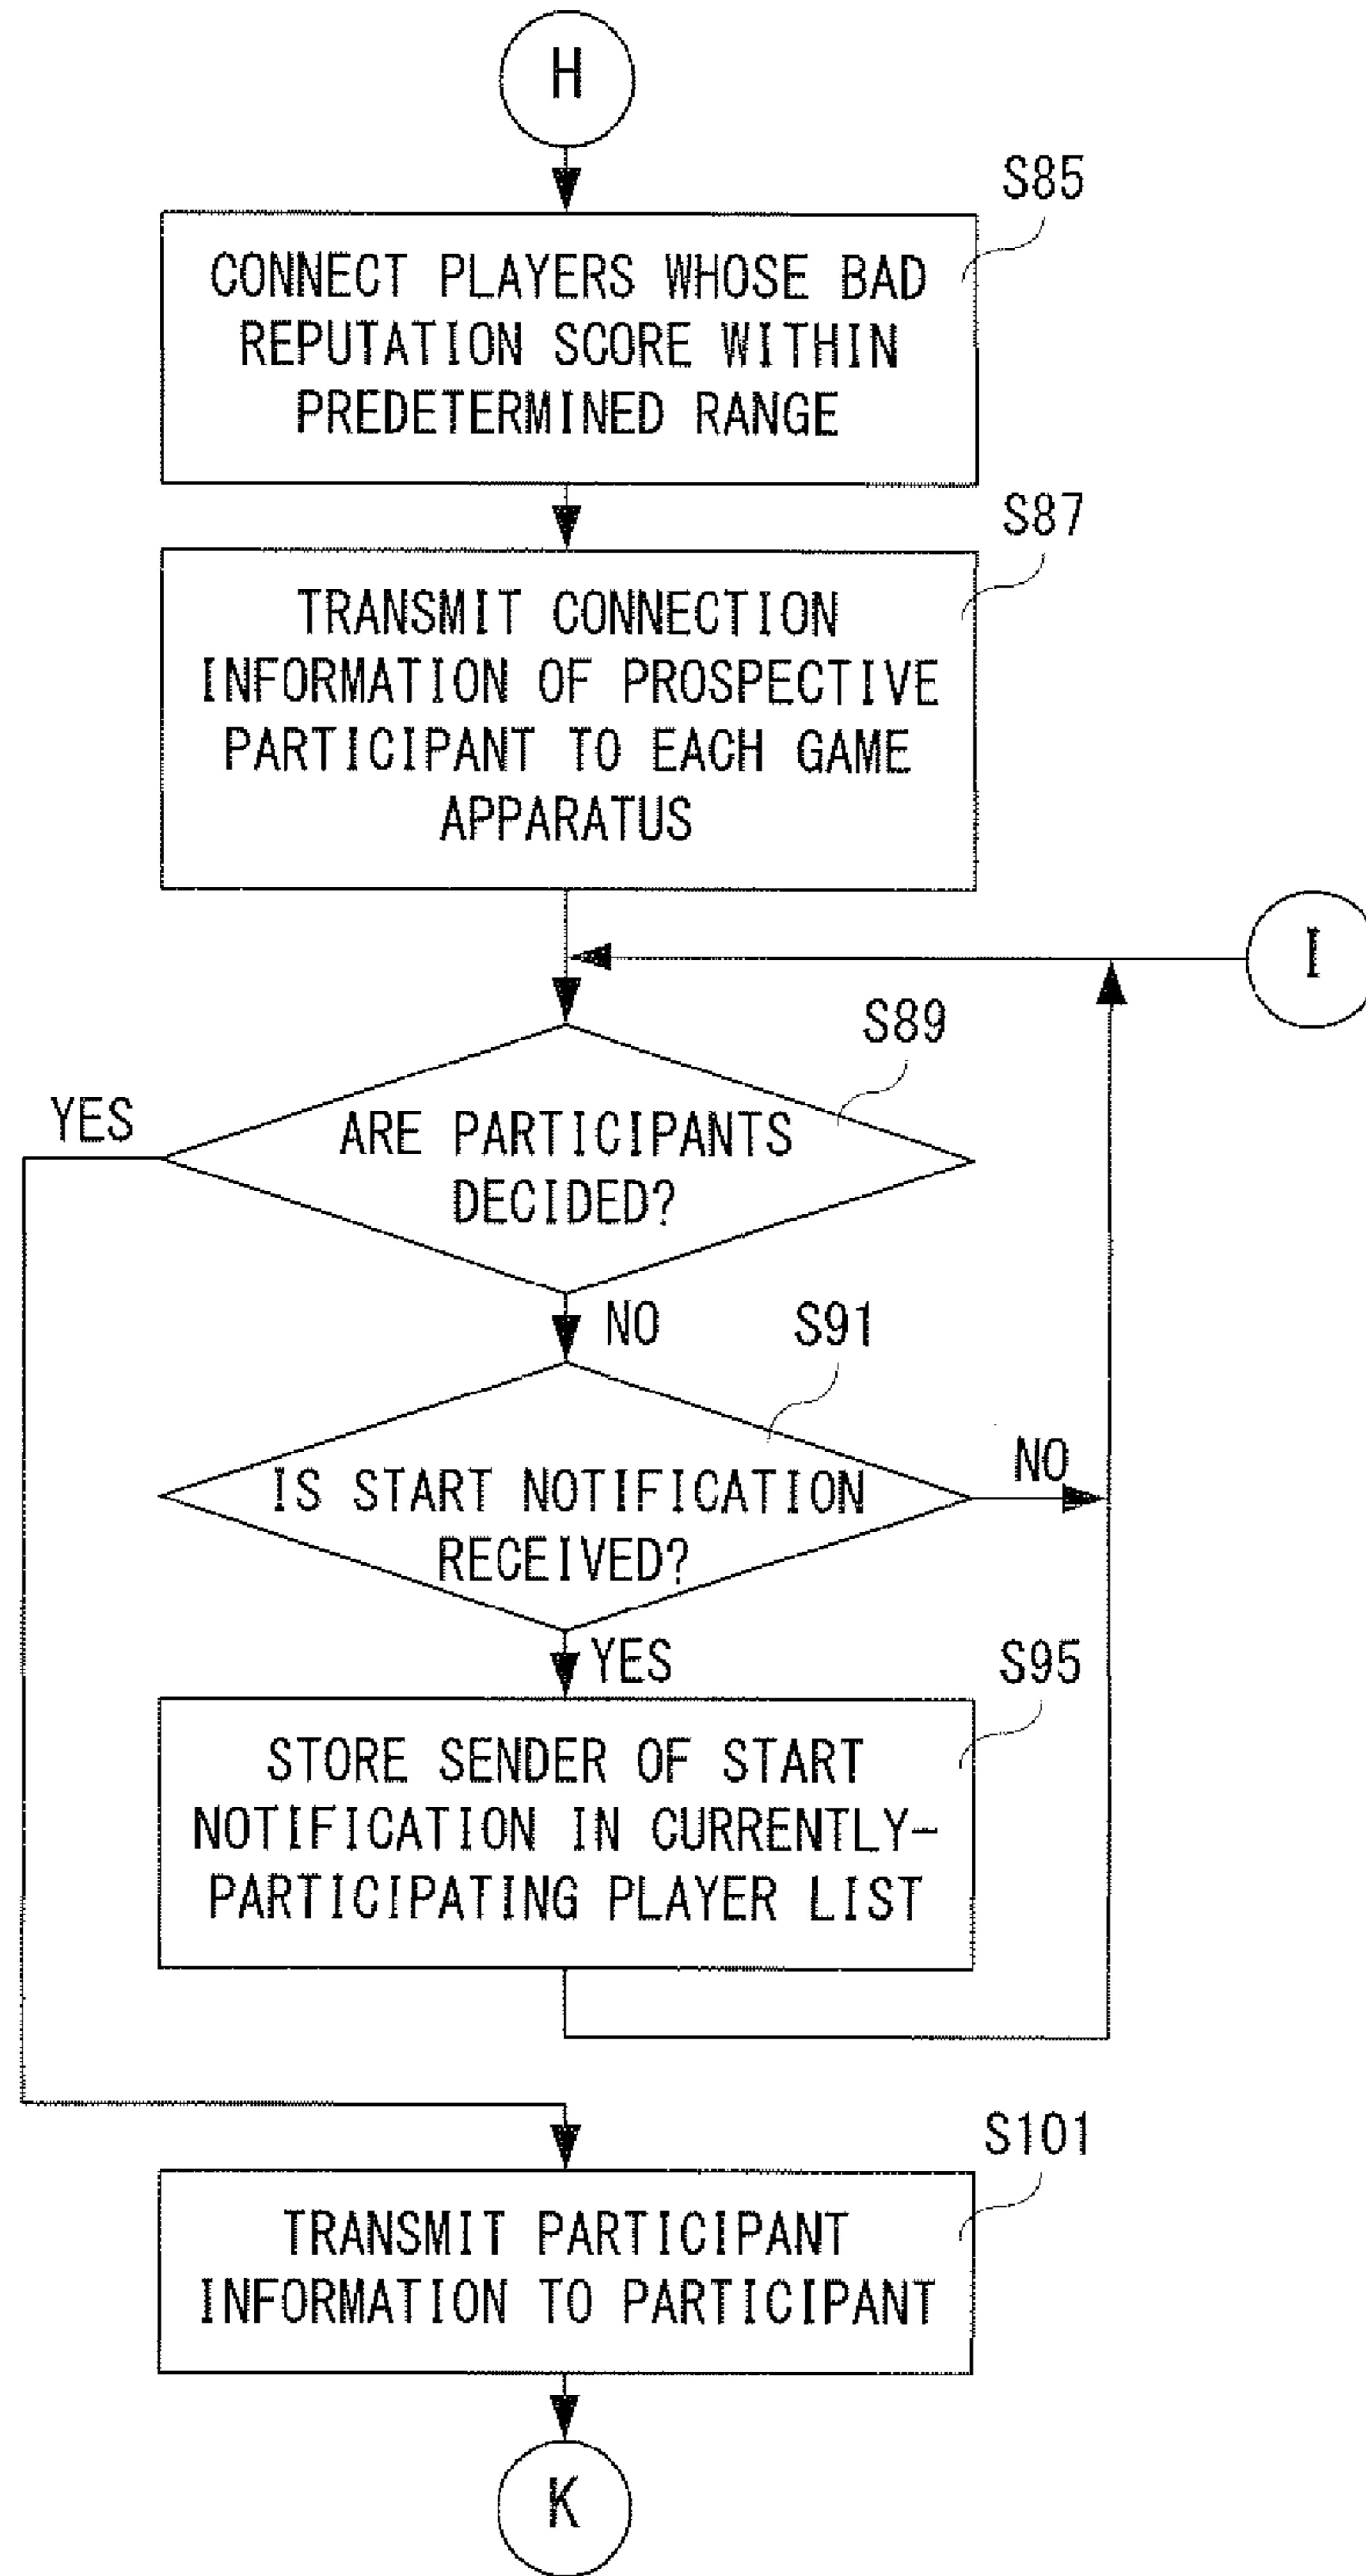 H
S85
CONNECT PLAYERS WHOSE BAD
REPUTATION SCORE WITHIN
PREDETERMINED RANGE
S87
TRANSMIT CONNECTION
INFORMATION OF PROSPECTIVE
PARTICIPANT TO EACH GAME
APPARATUS
I
S89
YES
ARE PARTICIPANTS
DECIDED?
NO
S91
IS START NOTIFICATION
RECEIVED?
NO
YES
S95
STORE SENDER OF START
NOTIFICATION IN CURRENTLY-
PARTICIPATING PLAYER LIST
S101
TRANSMIT PARTICIPANT
INFORMATION TO PARTICIPANT
K